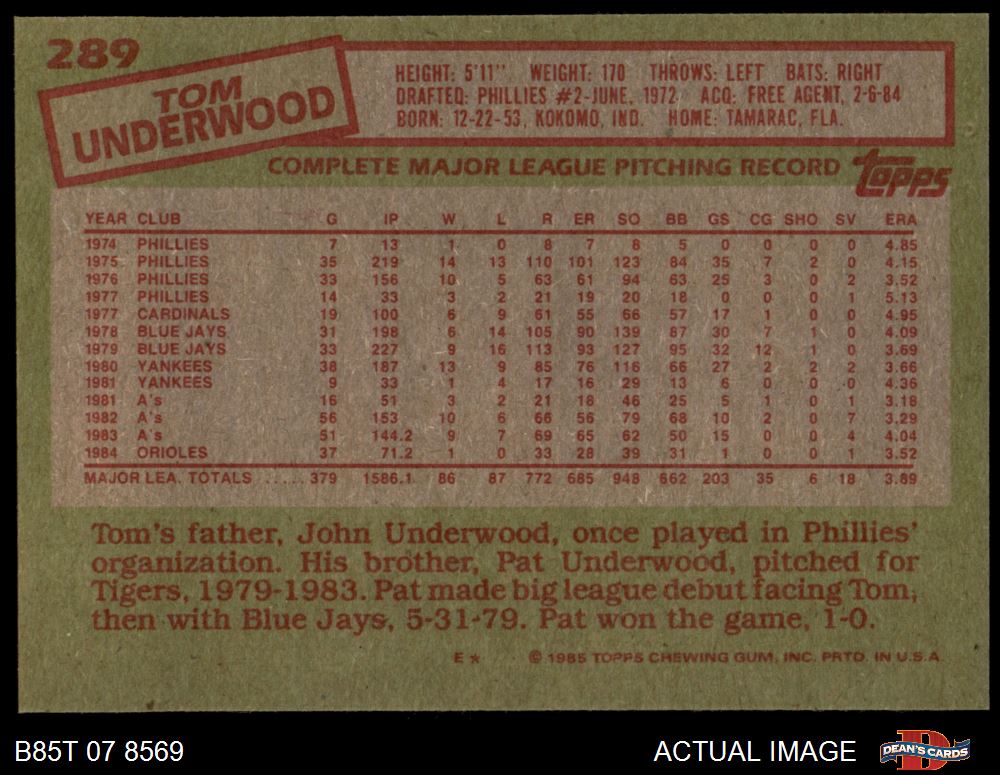 289
TOM
UNDERWOOD
HEIGHT: 5'11" WEIGHT: 170 THROWS: LEFT BATS: RIGHT
DRAFTED: PHILLIES #2-JUNE, 1972 ACQ: FREE AGENT, 2-6-84
BORN: 12-22-53, KOKOMO, IND. HOME: TAMARAC, FLA.
COMPLETE MAJOR LEAGUE PITCHING RECORD
Topps
YEAR CLUB G IP W L R ER SO BB GS CG SHO SV ERA
1974 PHILLIES 7 13 1 0 8 7 8 5 0 0 0 0 4.85
1975 PHILLIES 35 219 14 13 110 101 123 84 35 7 2 0 4.15
1976 PHILLIES 33 156 10 5 63 61 94 63 25 3 0 2 3.52
1977 PHILLIES 14 33 3 2 21 19 20 18 0 0 0 1 5.13
1977 CARDINALS 19 100 6 9 61 55 66 57 17 1 0 0 4.95
1978 BLUE JAYS 31 198 6 14 105 90 139 87 30 7 1 0 4.09
1979 BLUE JAYS 33 227 9 16 113 93 127 95 32 12 1 0 3.69
1980 YANKEES 38 187 13 9 85 76 116 66 27 2 2 2 3.66
1981 YANKEES 9 33 1 4 17 16 29 13 6 0 0 0 4.36
1981 A's 16 51 3 2 21 18 46 25 5 1 0 1 3.18
1982 A's 56 153 10 6 66 56 79 68 10 2 0 7 3.29
1983 A's 51 144.2 9 7 69 65 62 50 15 0 0 4 4.04
1984 ORIOLES 37 71.2 1 0 33 28 39 31 1 0 0 1 3.52
MAJOR LEA. TOTALS ..... 379 1586.1 86 87 772 685 948 662 203 35 6 18 3.89
Tom's father, John Underwood, once played in Phillies'
organization. His brother, Pat Underwood, pitched for
Tigers, 1979-1983. Pat made big league debut facing Tom,
then with Blue Jays, 5-31-79. Pat won the game, 1-0.
E * © 1985 TOPPS CHEWING GUM, INC. PRTD. IN U.S.A.
B85T 07 8569 ACTUAL IMAGE D DEAN'S CARDS